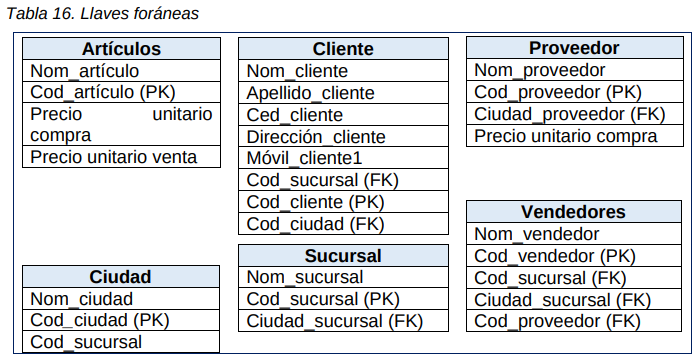 Tabla 16. Llaves foráneas
Artículos
Nom_artículo
Cod_artículo (PK)
Precio unitario
compra
Precio unitario venta
Cliente
Nom_cliente
Apellido_cliente
Ced_cliente
Dirección_cliente
Móvil_cliente1
Cod_sucursal (FK)
Cod_cliente (PK)
Cod_ciudad (FK)
Proveedor
Nom_proveedor
Cod_proveedor (PK)
Ciudad_proveedor (FK)
Precio unitario compra
Ciudad
Nom_ciudad
Cod_ciudad (PK)
Cod_sucursal
Sucursal
Nom_sucursal
Cod_sucursal (PK)
Ciudad_sucursal (FK)
Vendedores
Nom_vendedor
Cod_vendedor (PK)
Cod_sucursal (FK)
Ciudad_sucursal (FK)
Cod_proveedor (FK)